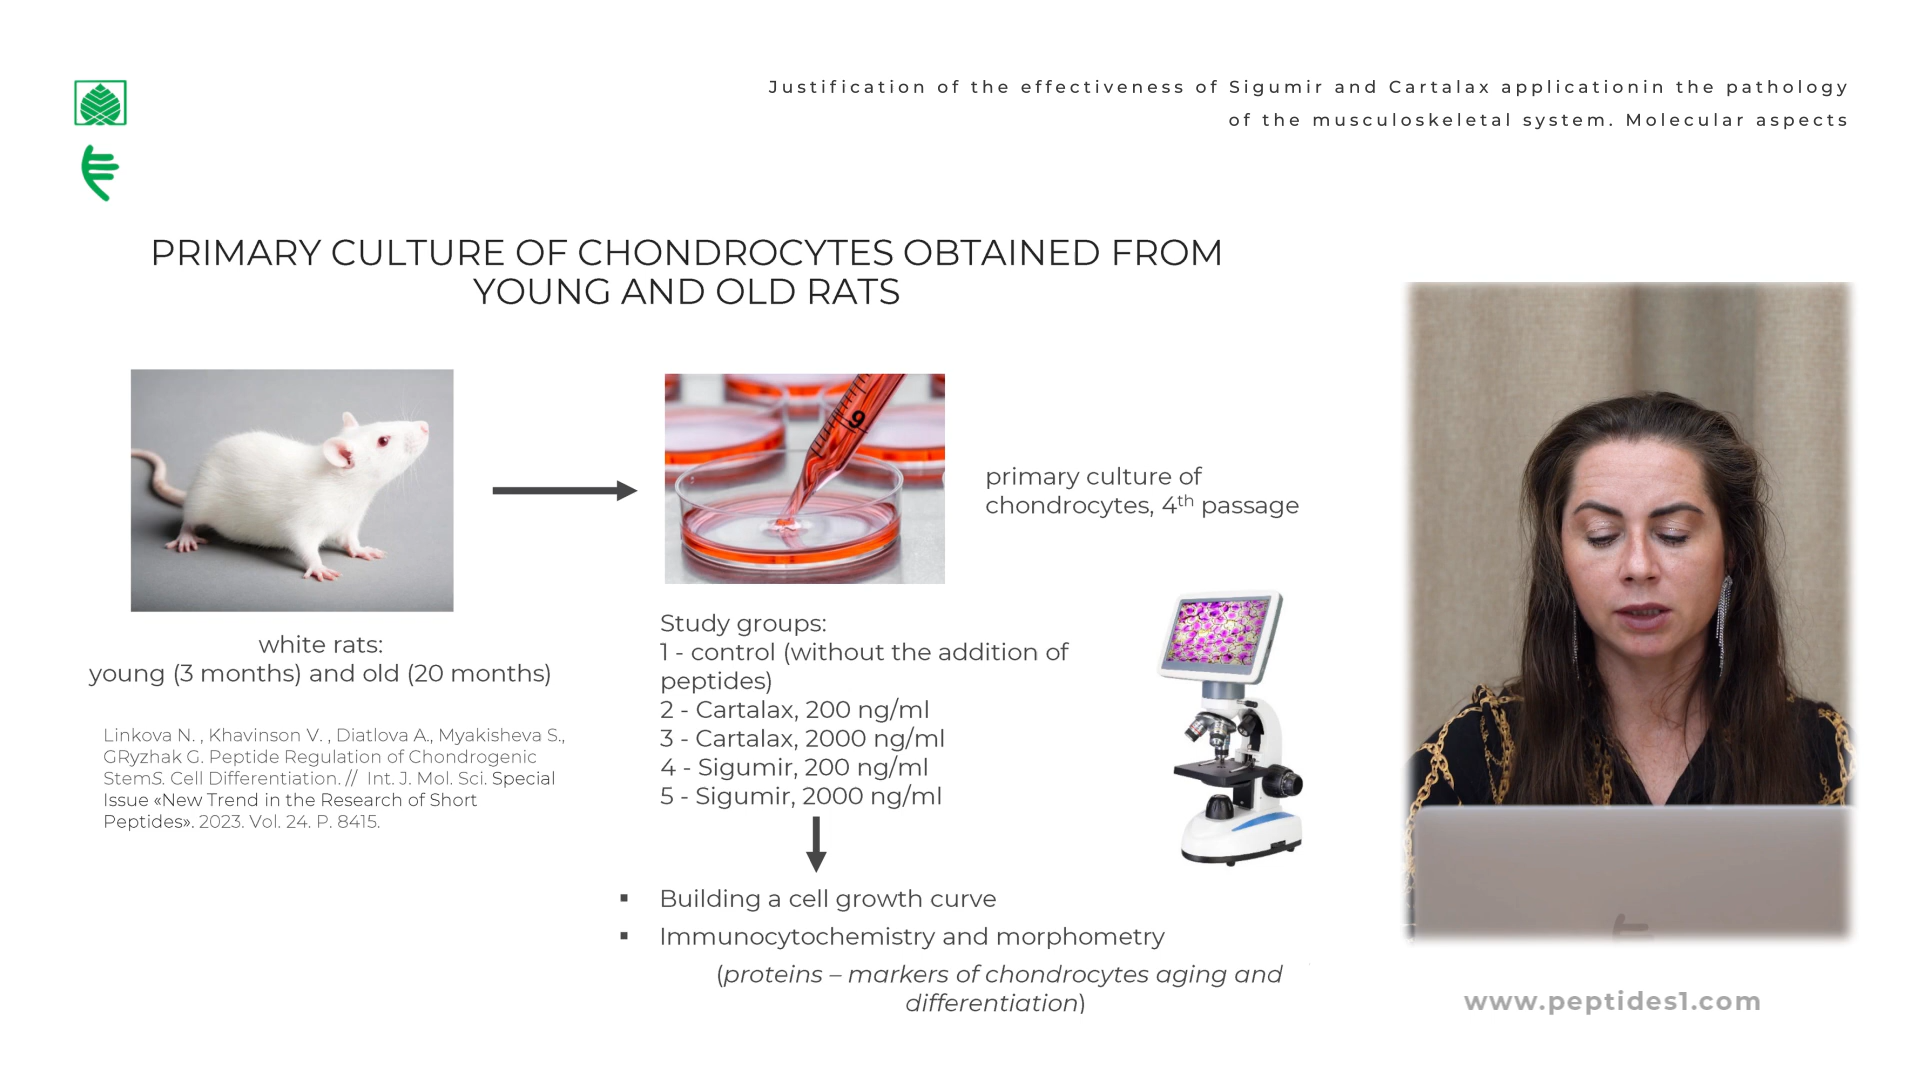 Justification of the effectiveness of Sigumir and Cartalax applicationin the pathology
of the musculoskeletal system. Molecular aspects
PRIMARY CULTURE OF CHONDROCYTES OBTAINED FROM
YOUNG AND OLD RATS
9
primary culture of
chondrocytes, 4th passage
white rats:
young (3 months) and old (20 months)
Linkova N. , Khavinson V. , Diatlova A., Myakisheva S.,
GRyzhak G. Peptide Regulation of Chondrogenic
StemS. Cell Differentiation. // Int. J. Mol. Sci. Special
Issue «New Trend in the Research of Short
Peptides». 2023. Vol. 24. P. 8415.
Study groups:
1 - control (without the addition of
peptides)
2 - Cartalax, 200 ng/ml
3 - Cartalax, 2000 ng/ml
4 - Sigumir, 200 ng/ml
5 - Sigumir, 2000 ng/ml
▪ Building a cell growth curve
▪ Immunocytochemistry and morphometry
(proteins – markers of chondrocytes aging and
differentiation)
www.peptides1.com